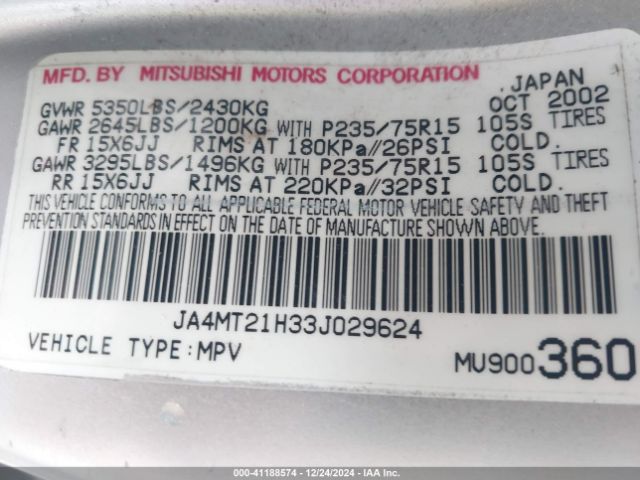 MFD. BY MITSUBISHI MOTORS CORPORATION
, JAPAN
GVWR 5350LBS/2430KG OCT 2002
GAWR 2645LBS/1200KG WITH P235/75R15 105S TIRES
FR 15X6JJ RIMS AT 180KPa//26PSI COLD.
GAWR 3295LBS/1496KG WITH P235/75R15 105S TIRES
RR 15X6JJ RIMS AT 220KPa//32PSI COLD.
THIS VEHICLE CONFORMS TO ALL APPLICABLE FEDERAL MOTOR VEHICLE SAFETY AND THEFT
PREVENTION STANDARDS IN EFFECT ON THE DATE OF MANUFACTURE SHOWN ABOVE.
JA4MT21H33J029624
VEHICLE TYPE:MPV MU900360
000-41188574 | 12/24/2024 - IAA Inc.